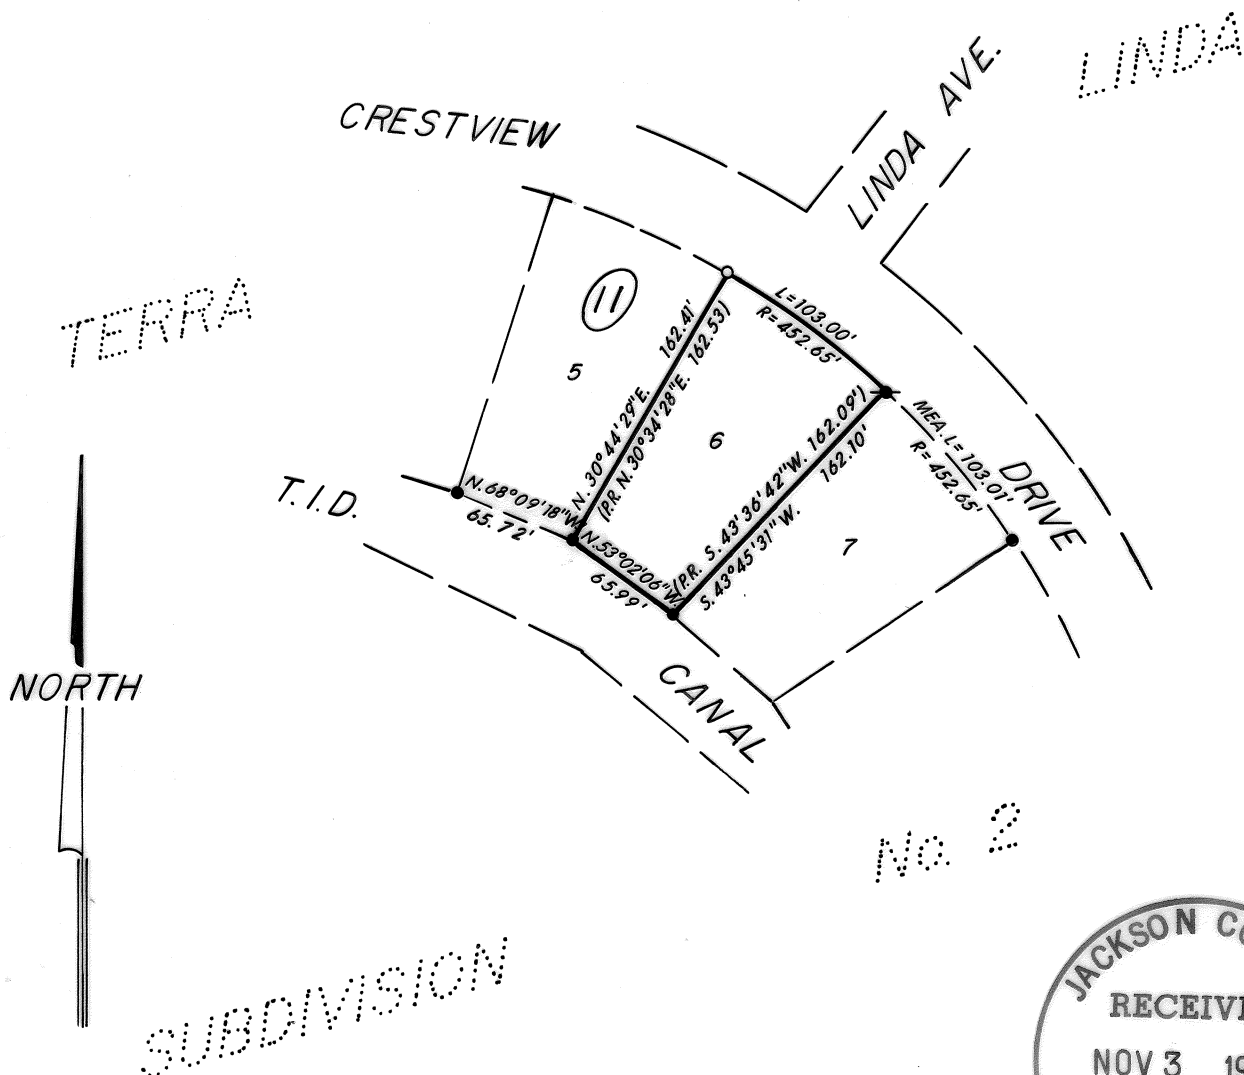 LINDA
LINDA AVE.
CRESTVIEW
TERRA
11
5
162.41'
162.53)
N. 30°44'29"E.
(P.R. N. 30°34'28"E.
L=103.00'
R=452.65'
6
(P.R. S. 43°36'42"W. 162.09')
S. 43°45'31"W.
162.10'
MEA. L=103.01'
R=452.65'
DRIVE
T.I.D.
N.68°09'18"W.
65.72'
N.53°02'06"W.
65.99'
7
NORTH
CANAL
No. 2
SUBDIVISION
JACKSON CO
RECEIV
NOV 3 19